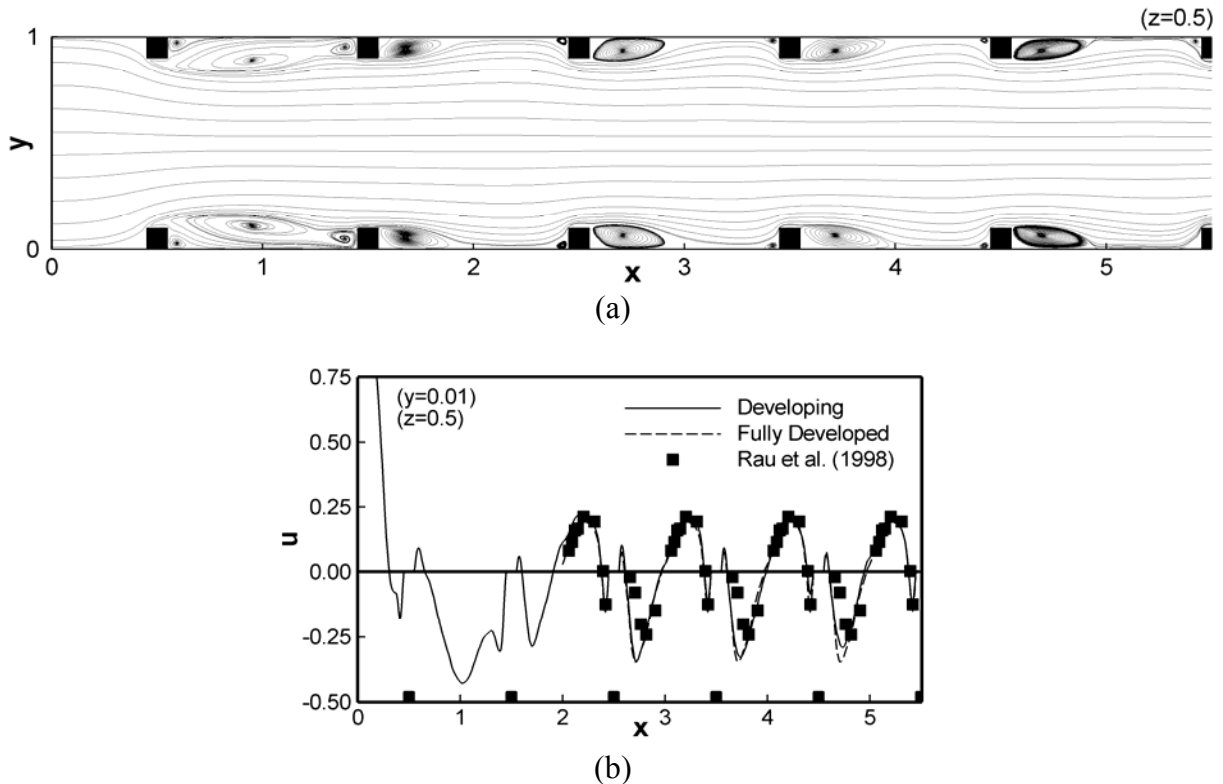 (z=0.5)
1
y
0
0 1 2 3 4 5
x
(a)
0.75
(y=0.01)
(z=0.5)
Developing
Fully Developed
Rau et al. (1998)
0.50
0.25
u
0.00
-0.25
-0.50
0 1 2 3 4 5
x
(b)